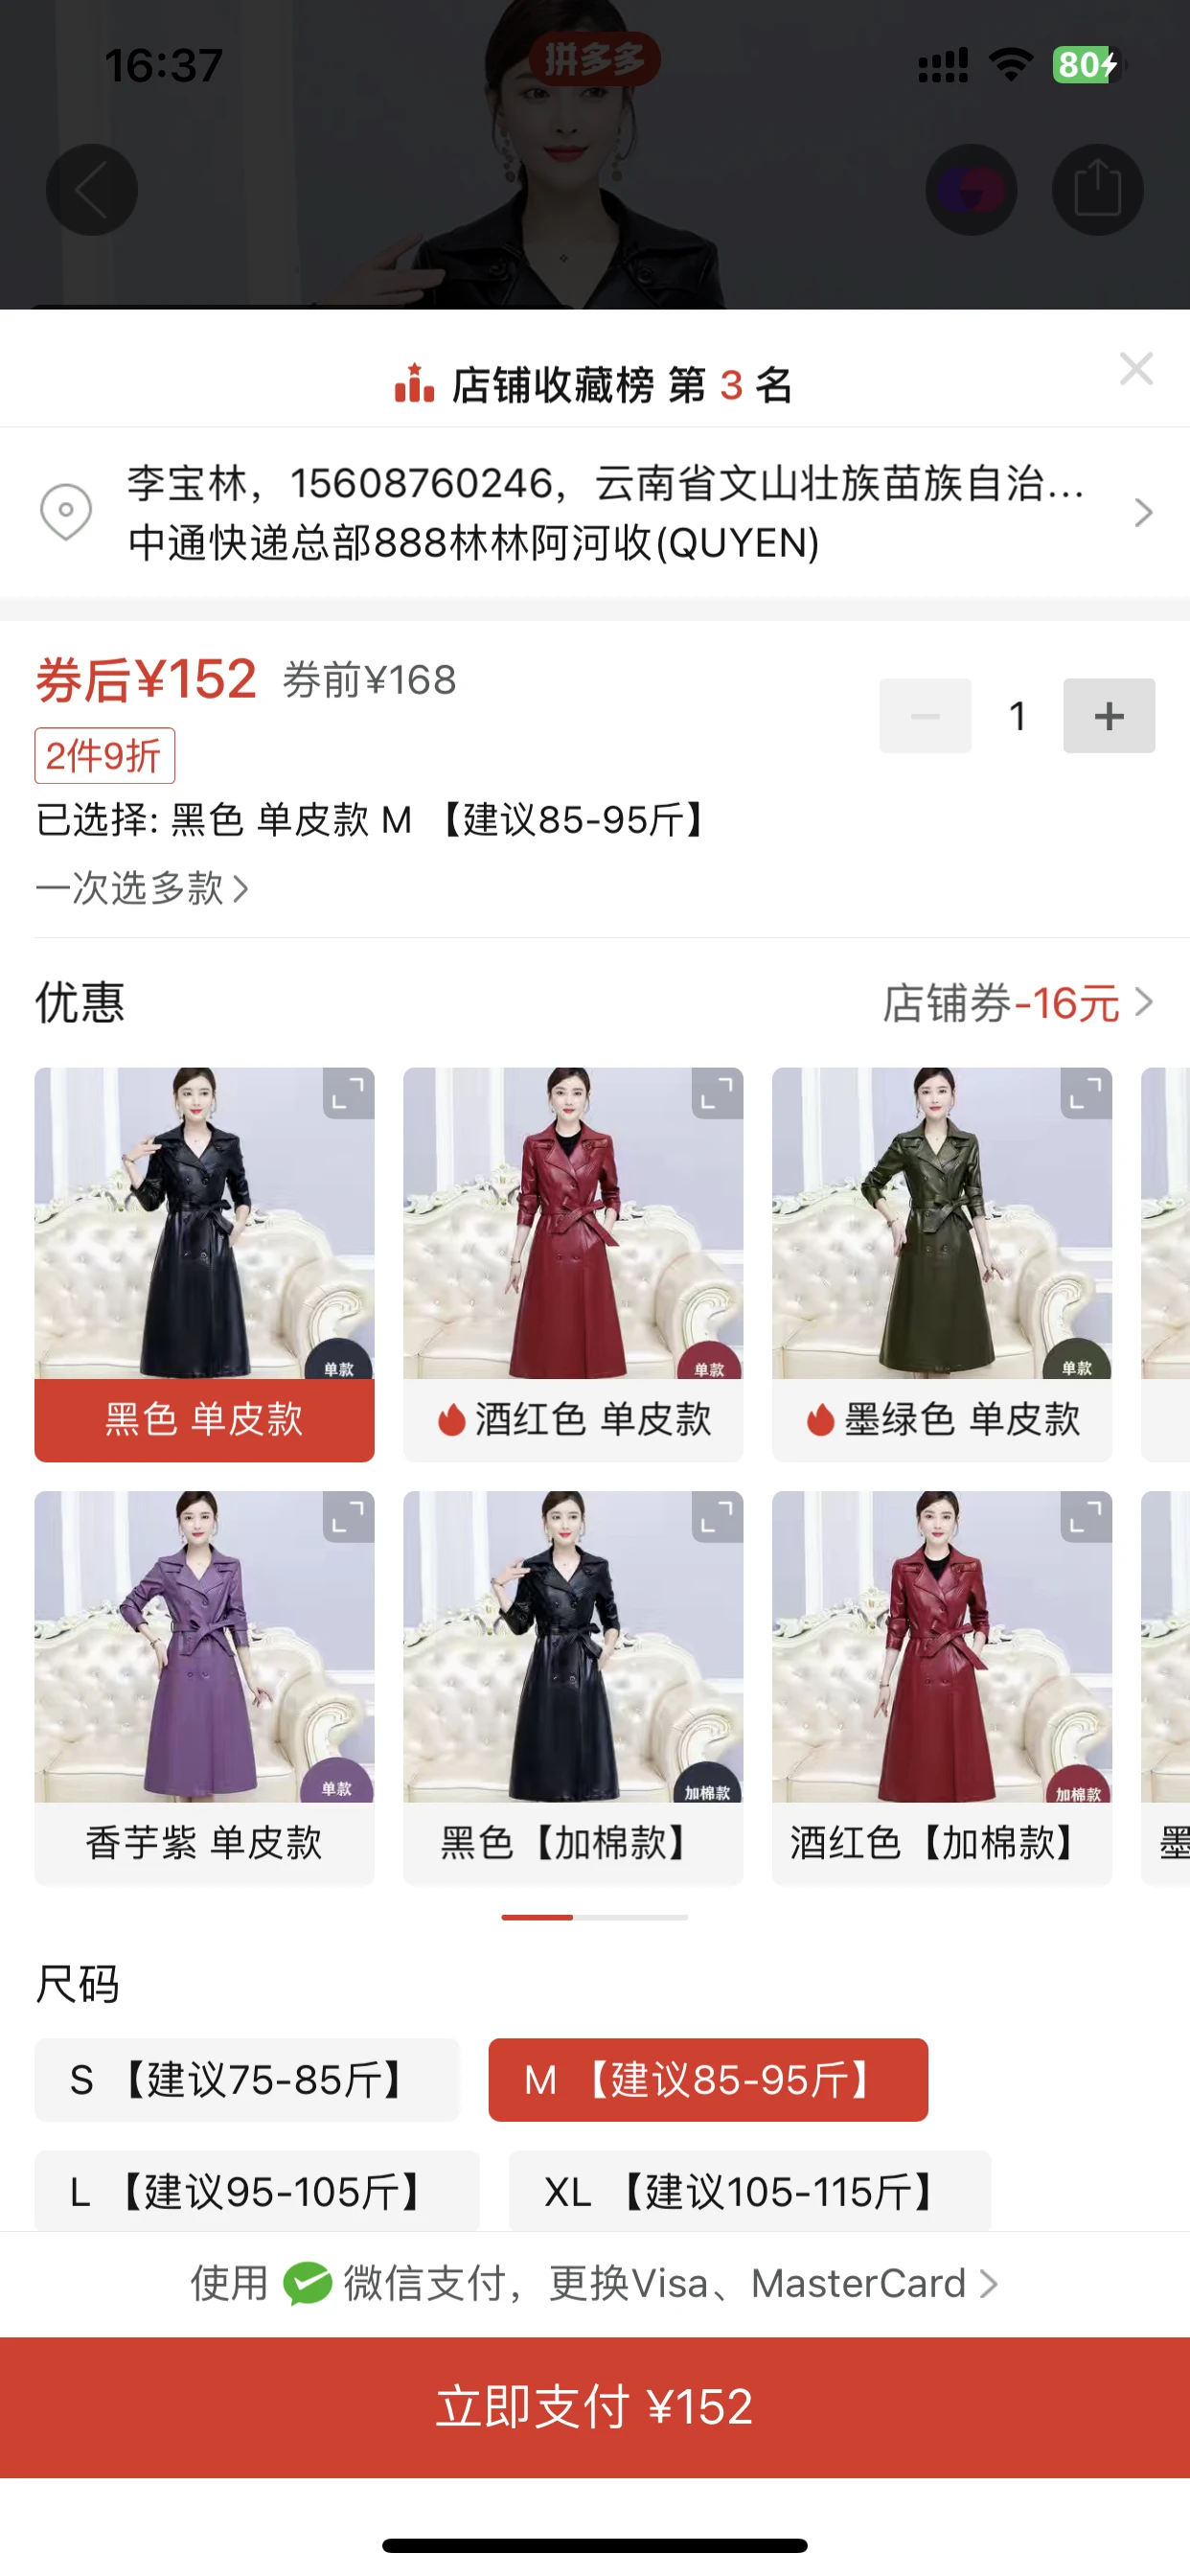 16:37
拼多多
80
店铺收藏榜 第 3 名
李宝林，15608760246，云南省文山壮族苗族自治...
中通快递总部888林林阿河收(QUYEN)
券后¥152 券前¥168
1
2件9折
已选择: 黑色 单皮款 M 【建议85-95斤】
一次选多款
优惠
店铺券-16元
单款
单款
单款
黑色 单皮款
酒红色 单皮款
墨绿色 单皮款
单款
加棉款
加棉款
香芋紫 单皮款
黑色【加棉款】
酒红色【加棉款】
墨
尺码
S 【建议75-85斤】
M 【建议85-95斤】
L 【建议95-105斤】
XL 【建议105-115斤】
使用 微信支付，更换Visa、MasterCard
立即支付 ¥152